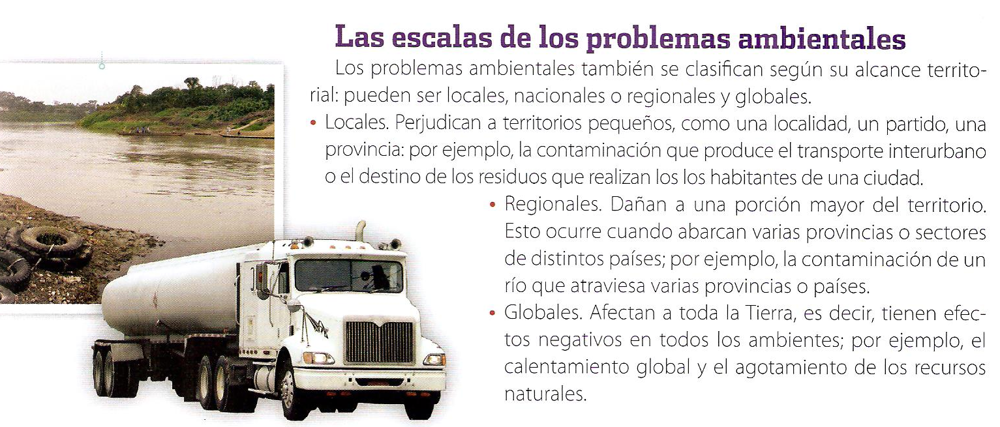 Las escalas de los problemas ambientales
Los problemas ambientales también se clasifican según su alcance territo-
rial: pueden ser locales, nacionales o regionales y globales.
• Locales. Perjudican a territorios pequeños, como una localidad, un partido, una
provincia: por ejemplo, la contaminación que produce el transporte interurbano
o el destino de los residuos que realizan los los habitantes de una ciudad.
• Regionales. Dañan a una porción mayor del territorio.
Esto ocurre cuando abarcan varias provincias o sectores
de distintos países; por ejemplo, la contaminación de un
río que atraviesa varias provincias o países.
• Globales. Afectan a toda la Tierra, es decir, tienen efec-
tos negativos en todos los ambientes; por ejemplo, el
calentamiento global y el agotamiento de los recursos
naturales.